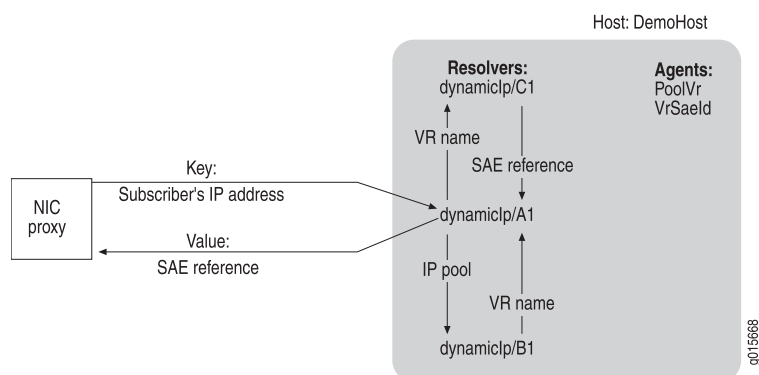 Host: DemoHost
Resolvers:
dynamicIp/C1
Agents:
PoolVr
VrSaeId
VR name
SAE reference
Key:
Subscriber's IP address
NIC
proxy
dynamicIp/A1
Value:
SAE reference
IP pool
VR name
dynamicIp/B1
g015668